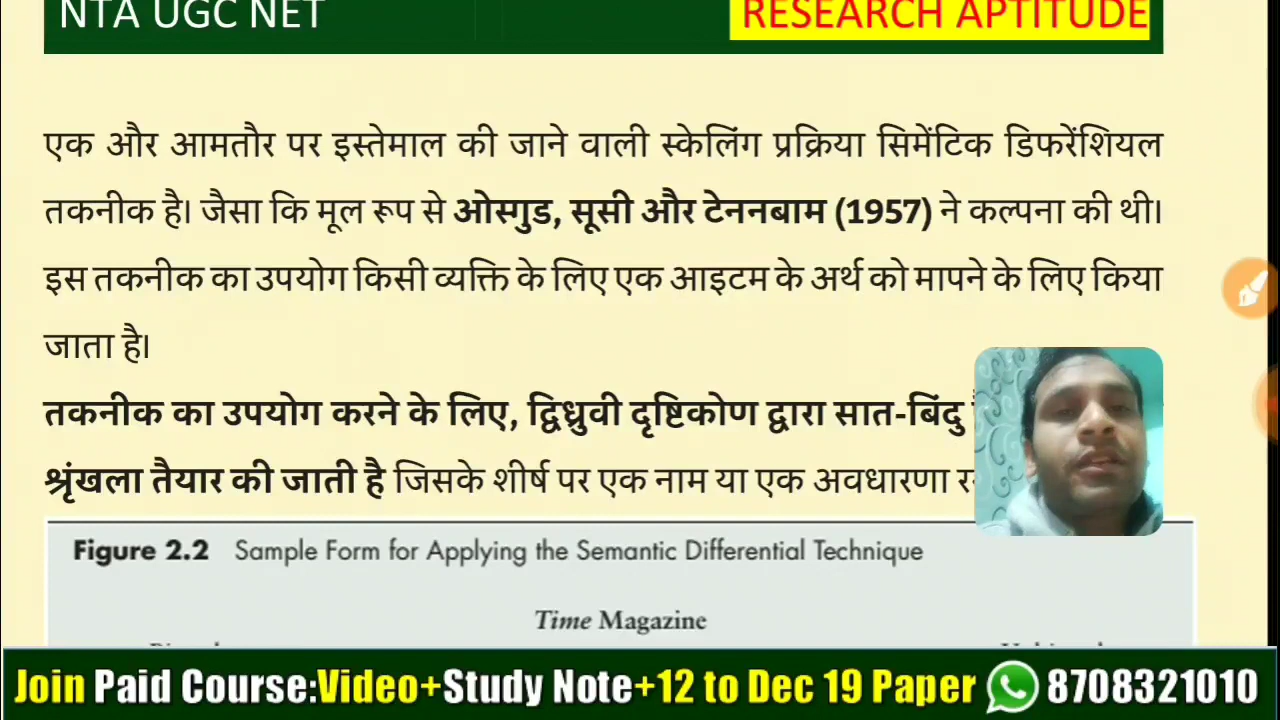 NTA UGC NET
RESEARCH APTITUDE
एक और आमतौर पर इस्तेमाल की जाने वाली स्केलिंग प्रक्रिया सिमेंटिक डिफरेंशियल
तकनीक है। जैसा कि मूल रूप से ओस्गुड, सूसी और टेननबाम (1957) ने कल्पना की थी।
इस तकनीक का उपयोग किसी व्यक्ति के लिए एक आइटम के अर्थ को मापने के लिए किया
जाता है।
तकनीक का उपयोग करने के लिए, द्विध्रुवी दृष्टिकोण द्वारा सात-बिंदु
श्रृंखला तैयार की जाती है जिसके शीर्ष पर एक नाम या एक अवधारणा
Figure 2.2 Sample Form for Applying the Semantic Differential Technique
Time Magazine
Join Paid Course:Video+Study Note+12 to Dec 19 Paper 8708321010